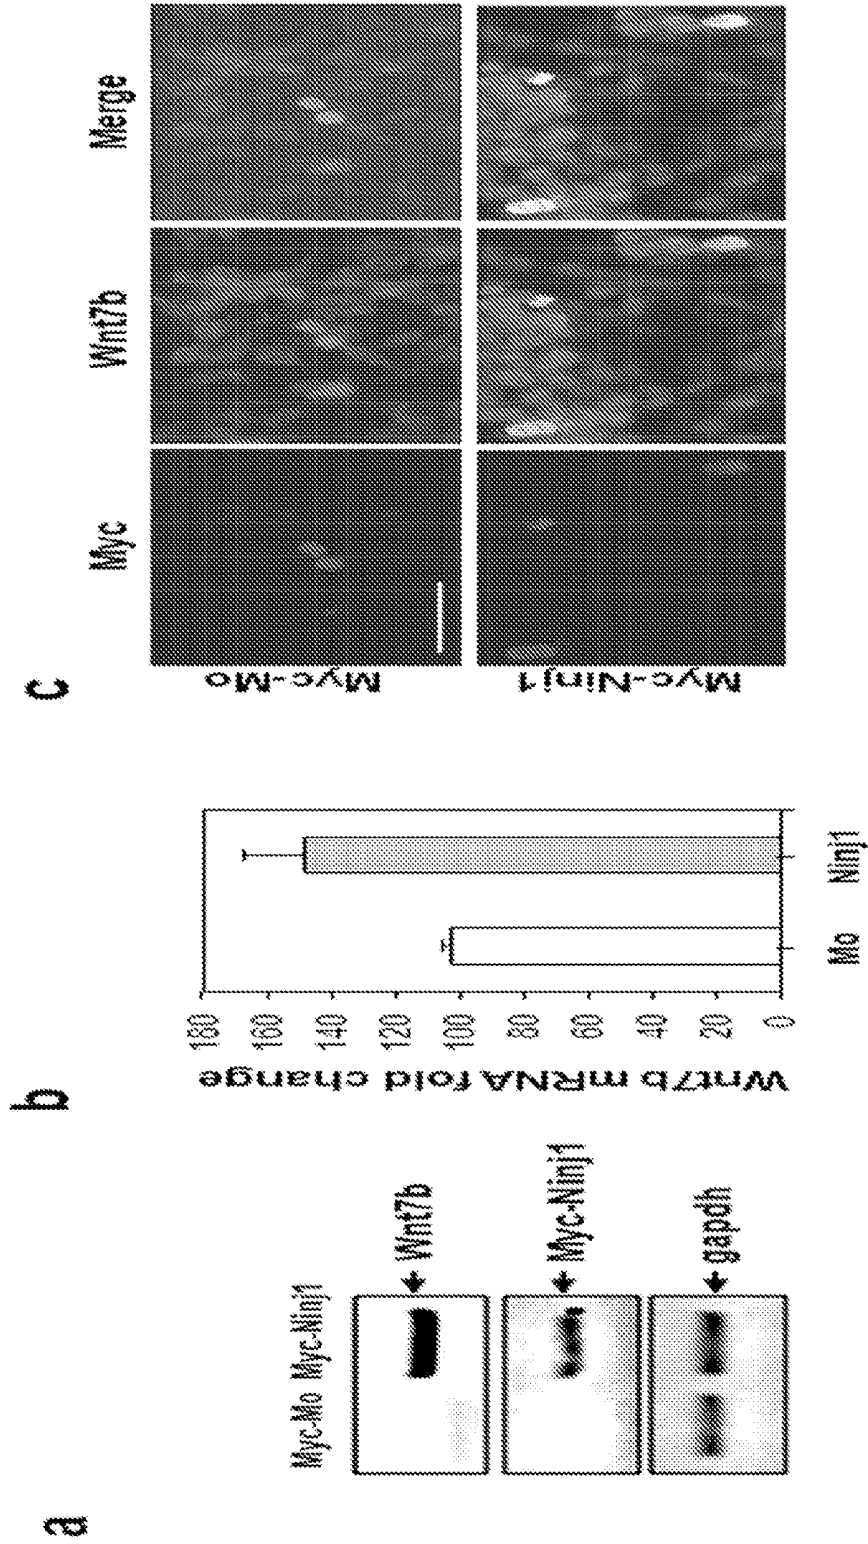 a
Myc-Mo Myc-Ninj1
Wnt7b
Myc-Ninj1
gapdh
b
Wnt7b mRNA fold change
180
160
140
120
100
80
60
40
20
0
Mo Ninj1
c
Myc Wnt7b Merge
Myc-Mo
Myc-Ninj1